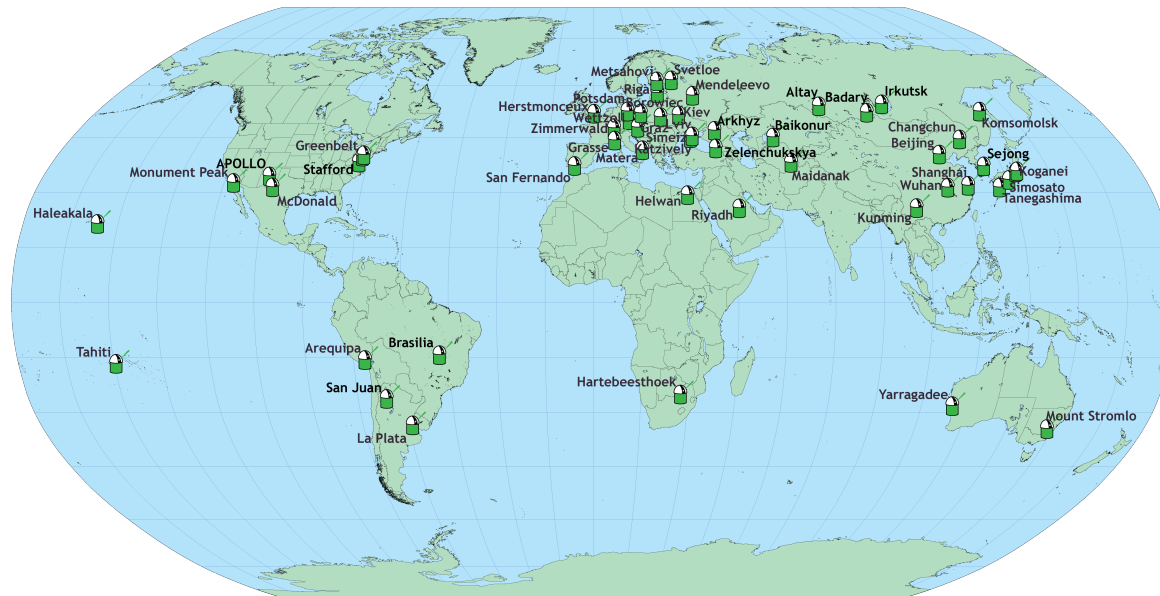 Metsahovi
Svetloe
Riga
Mendeleevo
Potsdam
Borowiec
Herstmonceux
Kiev
Wettzell
Lviv
Zimmerwald
Graz
Simeiz
Grasse
Katzively
Matera
San Fernando
Arkhyz
Zelenchukskya
Baikonur
Maidanak
Altay
Badary
Irkutsk
Komsomolsk
Changchun
Beijing
Sejong
Koganei
Shanghai
Wuhan
Simosato
Tanegashima
Kunming
Greenbelt
APOLLO
Stafford
Monument Peak
McDonald
Haleakala
Helwan
Riyadh
Tahiti
Arequipa
Brasilia
San Juan
La Plata
Hartebeesthoek
Yarragadee
Mount Stromlo